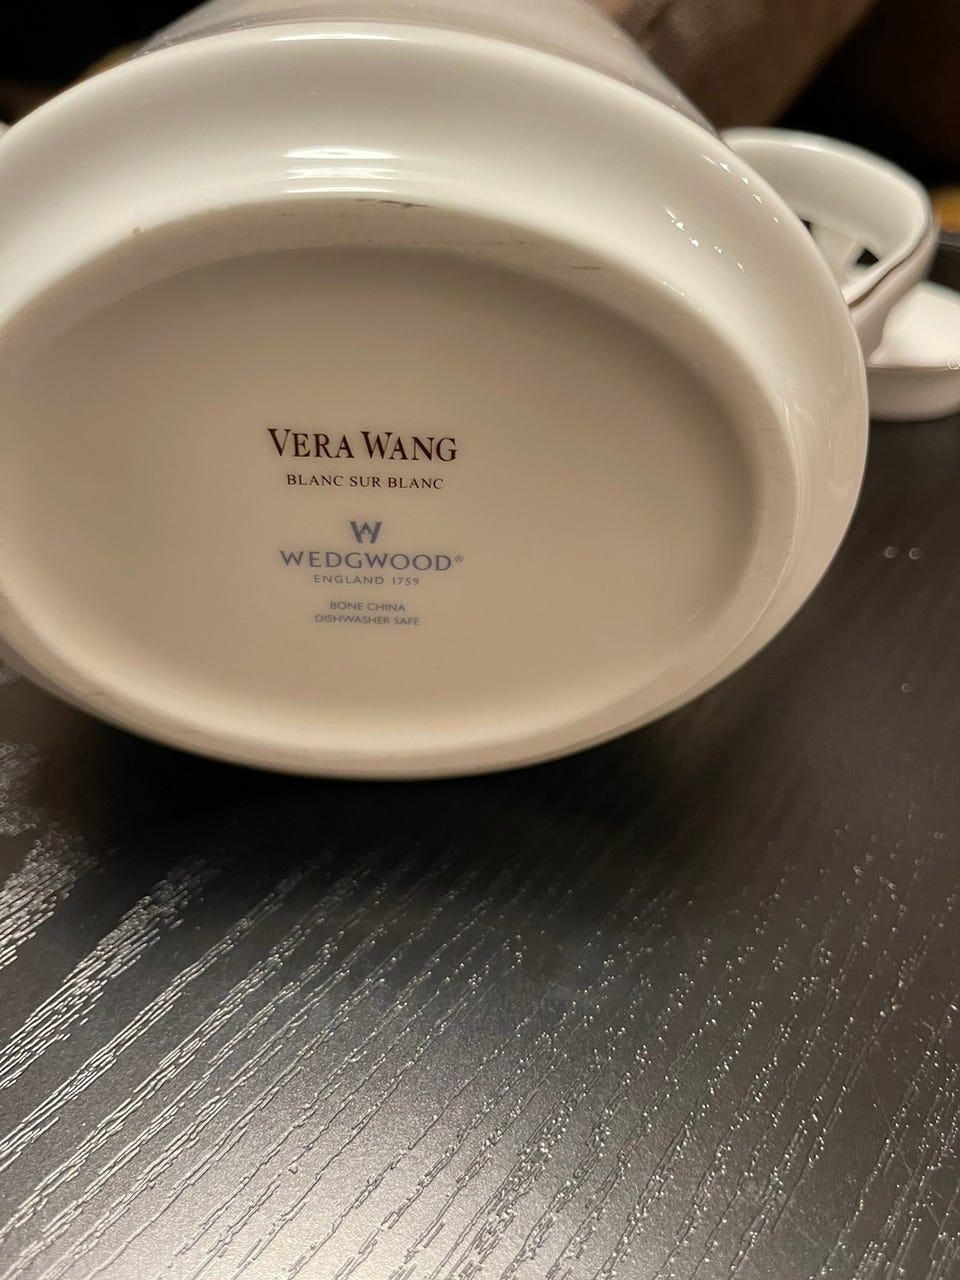 VERA WANG
BLANC SUR BLANC
W
WEDGWOOD®
ENGLAND 1759
BONE CHINA
DISHWASHER SAFE